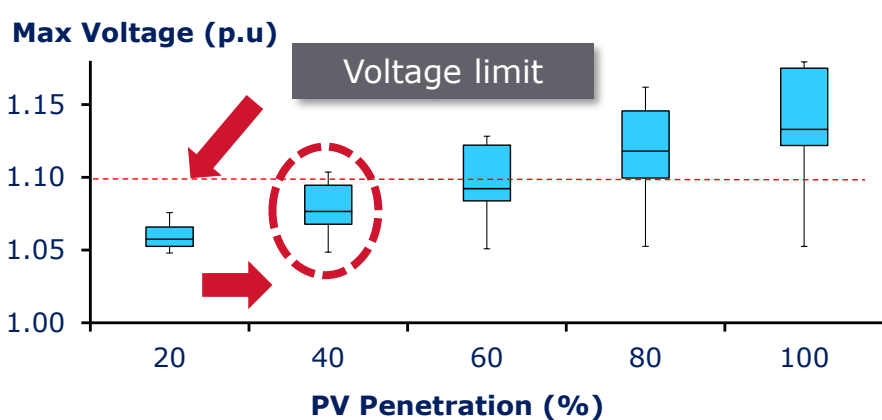 Max Voltage (p.u)
Voltage limit
1.15
1.10
1.05
1.00
20 40 60 80 100
PV Penetration (%)